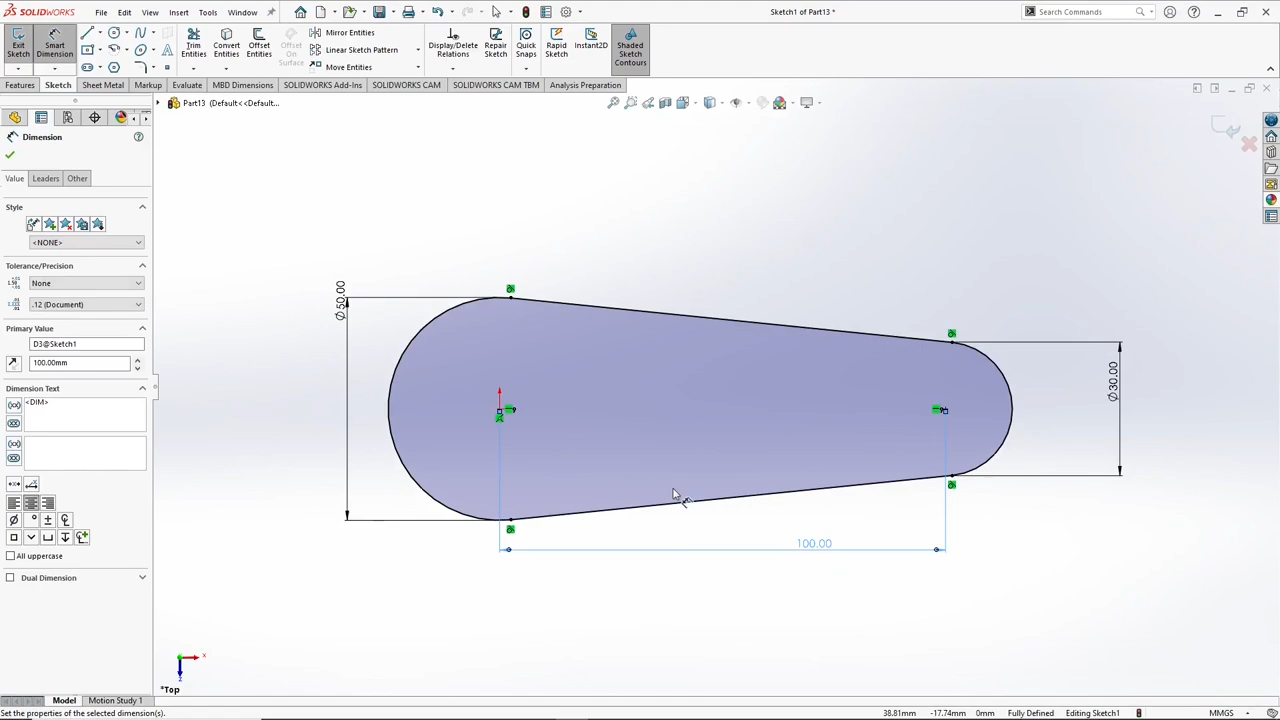 SOLIDWORKS
File
Edit
View
Insert
Tools
Window
Sketch1 of Part13 *
Search Commands
Exit Sketch
Smart Dimension
Trim Entities
Convert Entities
Offset Entities
Offset On Surface
Mirror Entities
Linear Sketch Pattern
Move Entities
Display/Delete Relations
Repair Sketch
Quick Snaps
Rapid Sketch
Instant2D
Shaded Sketch Contours
Features
Sketch
Sheet Metal
Markup
Evaluate
MBD Dimensions
SOLIDWORKS Add-Ins
SOLIDWORKS CAM
SOLIDWORKS CAM TBM
Analysis Preparation
Part13 (Default<<Default...
Dimension
Value
Leaders
Other
Style
<NONE>
Tolerance/Precision
None
.12 (Document)
Primary Value
D3@Sketch1
100.00mm
Dimension Text
<DIM>
All uppercase
Dual Dimension
Ø50.00
Ø30.00
100.00
x
z
*Top
Model
Motion Study 1
Set the properties of the selected dimension(s).
38.81mm
-17.74mm
0mm
Fully Defined
Editing Sketch1
MMGS